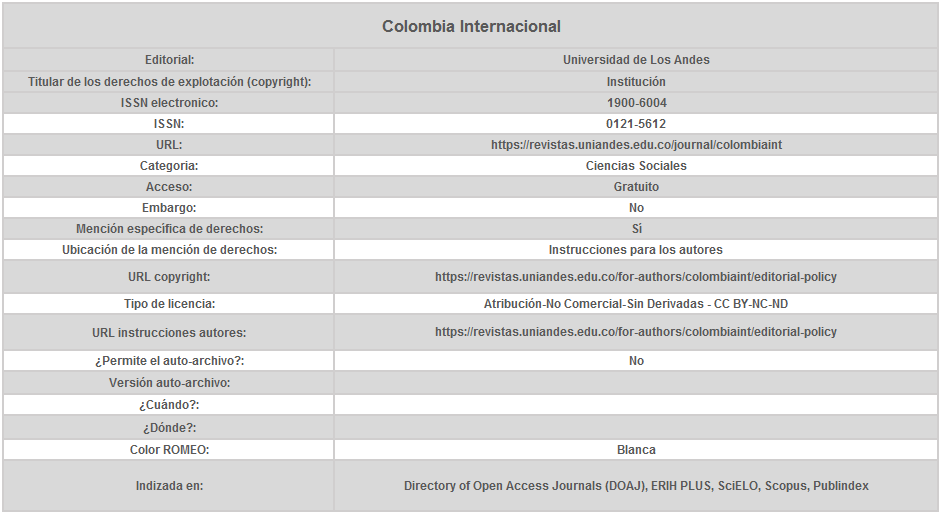 Colombia Internacional
Editorial: Universidad de Los Andes
Titular de los derechos de explotación (copyright): Institución
ISSN electronico: 1900-6004
ISSN: 0121-5612
URL: https://revistas.uniandes.edu.co/journal/colombiaint
Categoria: Ciencias Sociales
Acceso: Gratuito
Embargo: No
Mención específica de derechos: Sí
Ubicación de la mención de derechos: Instrucciones para los autores
URL copyright: https://revistas.uniandes.edu.co/for-authors/colombiaint/editorial-policy
Tipo de licencia: Atribución-No Comercial-Sin Derivadas - CC BY-NC-ND
URL instrucciones autores: https://revistas.uniandes.edu.co/for-authors/colombiaint/editorial-policy
¿Permite el auto-archivo?: No
Versión auto-archivo:
¿Cuándo?:
¿Dónde?:
Color ROMEO: Blanca
Indizada en: Directory of Open Access Journals (DOAJ), ERIH PLUS, SciELO, Scopus, Publindex